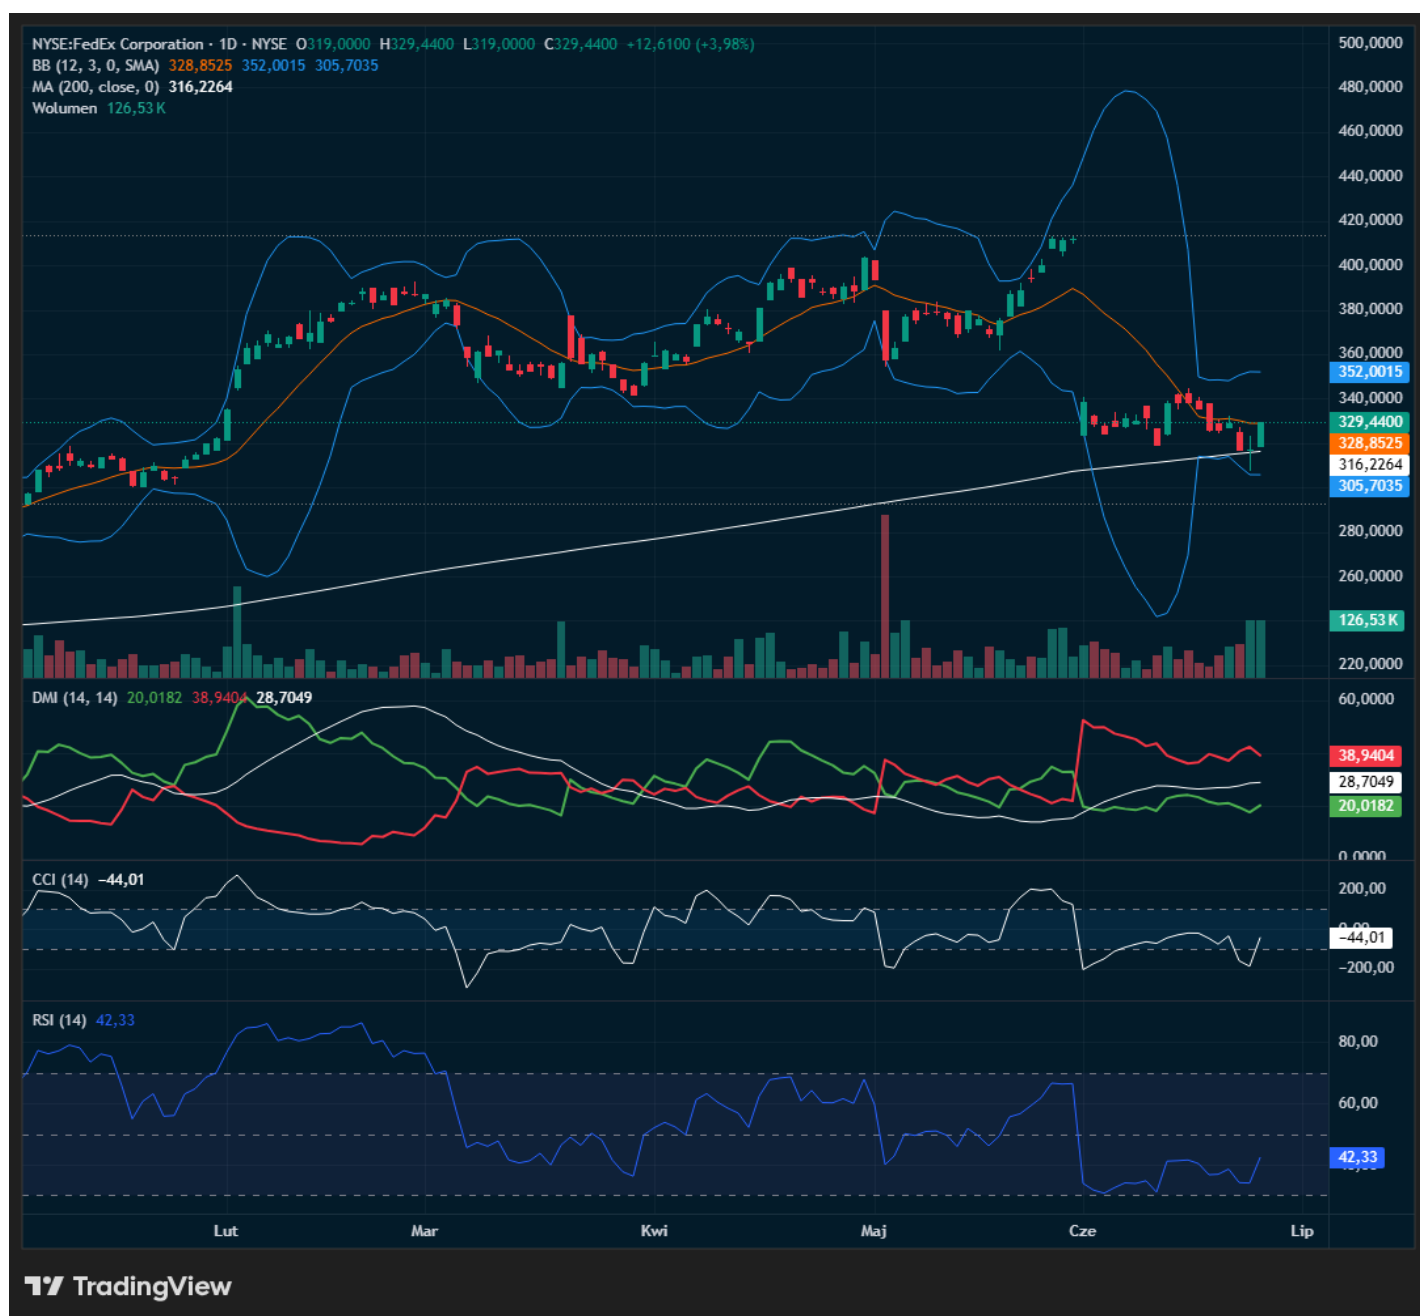 NYSE:FedEx Corporation · 1D · NYSE O319,0000 H329,4400 L319,0000 C329,4400 +12,6100 (+3,98%)
BB (12, 3, 0, SMA) 328,8525 352,0015 305,7035
MA (200, close, 0) 316,2264
Wolumen 126,53 K
500,0000
480,0000
460,0000
440,0000
420,0000
400,0000
380,0000
360,0000
352,0015
340,0000
329,4400
328,8525
316,2264
305,7035
280,0000
260,0000
126,53 K
220,0000
DMI (14, 14) 20,0182 38,9404 28,7049
60,0000
38,9404
28,7049
20,0182
0,0000
CCI (14) −44,01
200,00
0,00
−44,01
−200,00
RSI (14) 42,33
80,00
60,00
42,33
Lut Mar Kwi Maj Cze Lip
TradingView